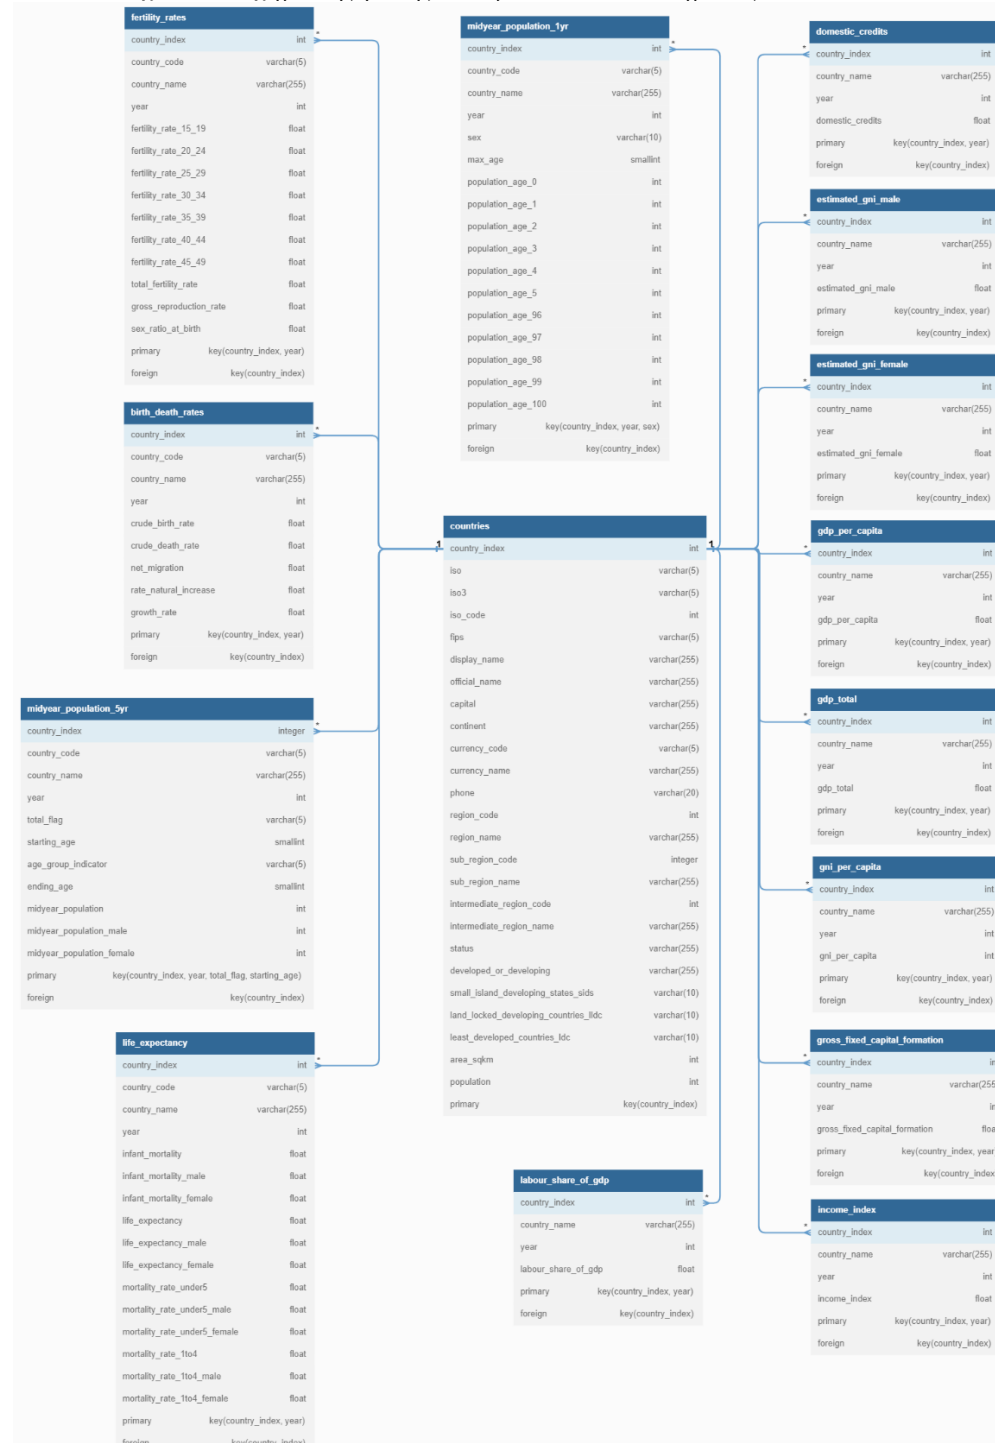 fertility_rates
country_index int
country_code varchar(5)
country_name varchar(255)
year int
fertility_rate_15_19 float
fertility_rate_20_24 float
fertility_rate_25_29 float
fertility_rate_30_34 float
fertility_rate_35_39 float
fertility_rate_40_44 float
fertility_rate_45_49 float
total_fertility_rate float
gross_reproduction_rate float
sex_ratio_at_birth float
primary key(country_index, year)
foreign key(country_index)
*
birth_death_rates
country_index int
country_code varchar(5)
country_name varchar(255)
year int
crude_birth_rate float
crude_death_rate float
net_migration float
rate_natural_increase float
growth_rate float
primary key(country_index, year)
foreign key(country_index)
*
midyear_population_5yr
country_index integer
country_code varchar(5)
country_name varchar(255)
year int
total_flag varchar(5)
starting_age smallint
age_group_indicator varchar(5)
ending_age smallint
midyear_population int
midyear_population_male int
midyear_population_female int
primary key(country_index, year, total_flag, starting_age)
foreign key(country_index)
*
life_expectancy
country_index int
country_code varchar(5)
country_name varchar(255)
year int
infant_mortality float
infant_mortality_male float
infant_mortality_female float
life_expectancy float
life_expectancy_male float
life_expectancy_female float
mortality_rate_under5 float
mortality_rate_under5_male float
mortality_rate_under5_female float
mortality_rate_1to4 float
mortality_rate_1to4_male float
mortality_rate_1to4_female float
primary key(country_index, year)
foreign key(country_index)
*
midyear_population_1yr
country_index int
country_code varchar(5)
country_name varchar(255)
year int
sex varchar(10)
max_age smallint
population_age_0 int
population_age_1 int
population_age_2 int
population_age_3 int
population_age_4 int
population_age_5 int
population_age_96 int
population_age_97 int
population_age_98 int
population_age_99 int
population_age_100 int
primary key(country_index, year, sex)
foreign key(country_index)
*
countries
1 country_index int 1
iso varchar(5)
iso3 varchar(5)
iso_code int
fips varchar(5)
display_name varchar(255)
official_name varchar(255)
capital varchar(255)
continent varchar(255)
currency_code varchar(5)
currency_name varchar(255)
phone varchar(20)
region_code int
region_name varchar(255)
sub_region_code integer
sub_region_name varchar(255)
intermediate_region_code int
intermediate_region_name varchar(255)
status varchar(255)
developed_or_developing varchar(255)
small_island_developing_states_sids varchar(10)
land_locked_developing_countries_lldc varchar(10)
least_developed_countries_ldc varchar(10)
area_sqkm int
population int
primary key(country_index)
labour_share_of_gdp
country_index int
country_name varchar(255)
year int
labour_share_of_gdp float
primary key(country_index, year)
foreign key(country_index)
*
domestic_credits
country_index int
country_name varchar(255)
year int
domestic_credits float
primary key(country_index, year)
foreign key(country_index)
*
estimated_gni_male
country_index int
country_name varchar(255)
year int
estimated_gni_male float
primary key(country_index, year)
foreign key(country_index)
*
estimated_gni_female
country_index int
country_name varchar(255)
year int
estimated_gni_female float
primary key(country_index, year)
foreign key(country_index)
*
gdp_per_capita
country_index int
country_name varchar(255)
year int
gdp_per_capita float
primary key(country_index, year)
foreign key(country_index)
*
gdp_total
country_index int
country_name varchar(255)
year int
gdp_total float
primary key(country_index, year)
foreign key(country_index)
*
gni_per_capita
country_index int
country_name varchar(255)
year int
gni_per_capita int
primary key(country_index, year)
foreign key(country_index)
*
gross_fixed_capital_formation
country_index
country_name varchar(255
year
gross_fixed_capital_formation
primary key(country_index, year
foreign key(country_index
*
income_index
country_index int
country_name varchar(255)
year int
income_index float
primary key(country_index, year)
foreign key(country_index)
*